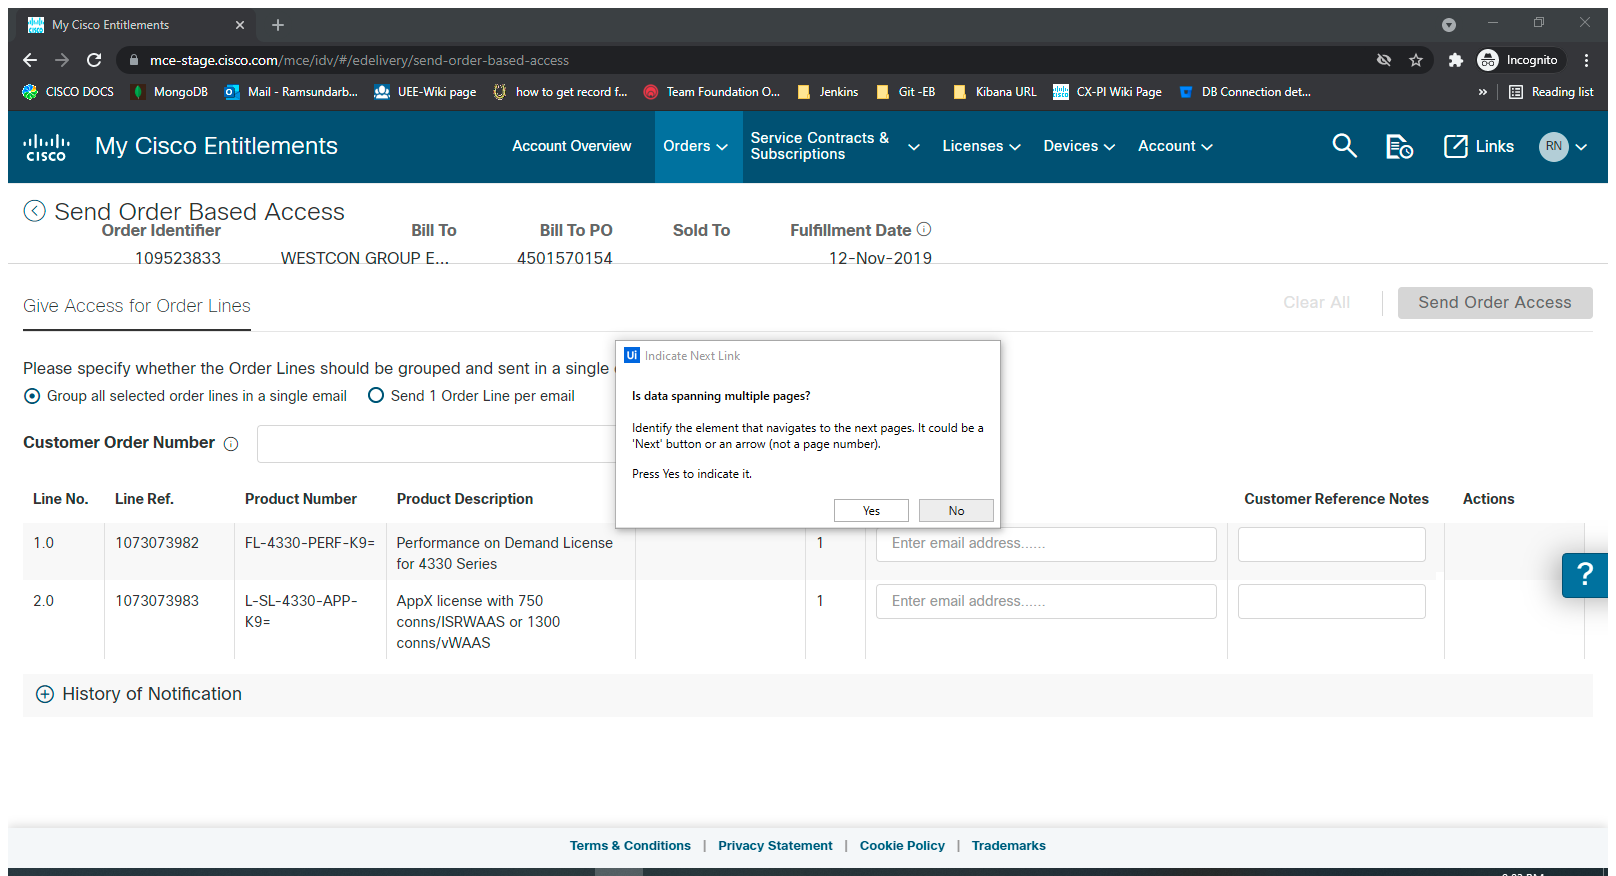 My Cisco Entitlements
mce-stage.cisco.com/mce/idv/#/edelivery/send-order-based-access
Incognito
CISCO DOCS
MongoDB
Mail - Ramsundarb...
UEE-Wiki page
how to get record f...
Team Foundation O...
Jenkins
Git -EB
Kibana URL
CX-PI Wiki Page
DB Connection det...
»
Reading list
CISCO
My Cisco Entitlements
Account Overview
Orders
Service Contracts &
Subscriptions
Licenses
Devices
Account
Links
RN
Send Order Based Access
Order Identifier
Bill To
Bill To PO
Sold To
Fulfillment Date
109523833
WESTCON GROUP E...
4501570154
12-Nov-2019
Give Access for Order Lines
Clear All
Send Order Access
Please specify whether the Order Lines should be grouped and sent in a single
Group all selected order lines in a single email
Send 1 Order Line per email
Customer Order Number
Ui Indicate Next Link
Is data spanning multiple pages?
Identify the element that navigates to the next pages. It could be a
'Next' button or an arrow (not a page number).
Press Yes to indicate it.
Yes
No
Line No.
Line Ref.
Product Number
Product Description
Customer Reference Notes
Actions
1.0
1073073982
FL-4330-PERF-K9=
Performance on Demand License
for 4330 Series
1
Enter email address......
2.0
1073073983
L-SL-4330-APP-
K9=
AppX license with 750
conns/ISRWAAS or 1300
conns/vWAAS
1
Enter email address......
?
History of Notification
Terms & Conditions | Privacy Statement | Cookie Policy | Trademarks